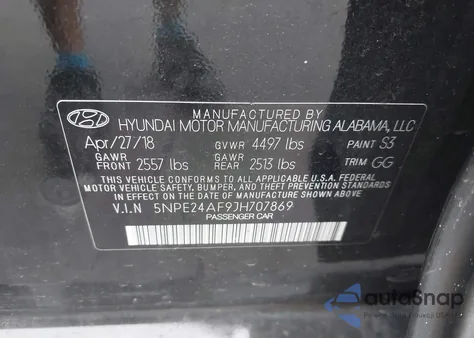 MANUFACTURED BY
HYUNDAI MOTOR MANUFACTURING ALABAMA, LLC
Apr/27/18 GVWR 4497 lbs PAINT S3
GAWR FRONT 2557 lbs GAWR REAR 2513 lbs TRIM GG
THIS VEHICLE CONFORMS TO ALL APPLICABLE U.S.A. FEDERAL
MOTOR VEHICLE SAFETY, BUMPER, AND THEFT PREVENTION STANDARDS
IN EFFECT ON THE DATE OF MANUFACTURE SHOWN ABOVE.
V.I.N 5NPE24AF9JH707869
PASSENGER CAR
autoSnap